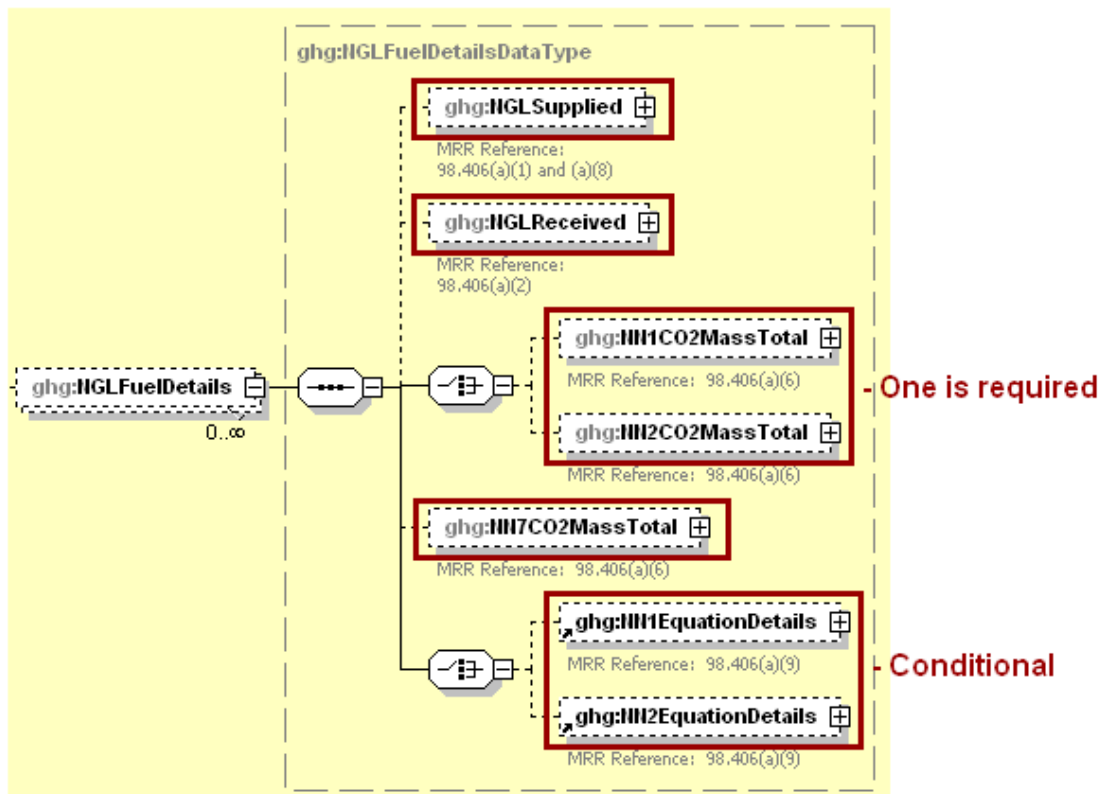 ghg:NGLFuelDetailsDataType
ghg:NGLSupplied
MRR Reference:
98.406(a)(1) and (a)(8)
ghg:NGLReceived
MRR Reference:
98.406(a)(2)
ghg:NN1CO2MassTotal
MRR Reference: 98.406(a)(6)
- One is required
ghg:NGLFuelDetails
0..∞
ghg:NN2CO2MassTotal
MRR Reference: 98.406(a)(6)
ghg:NN7CO2MassTotal
MRR Reference: 98.406(a)(6)
ghg:NN1EquationDetails
MRR Reference: 98.406(a)(9)
- Conditional
ghg:NN2EquationDetails
MRR Reference: 98.406(a)(9)